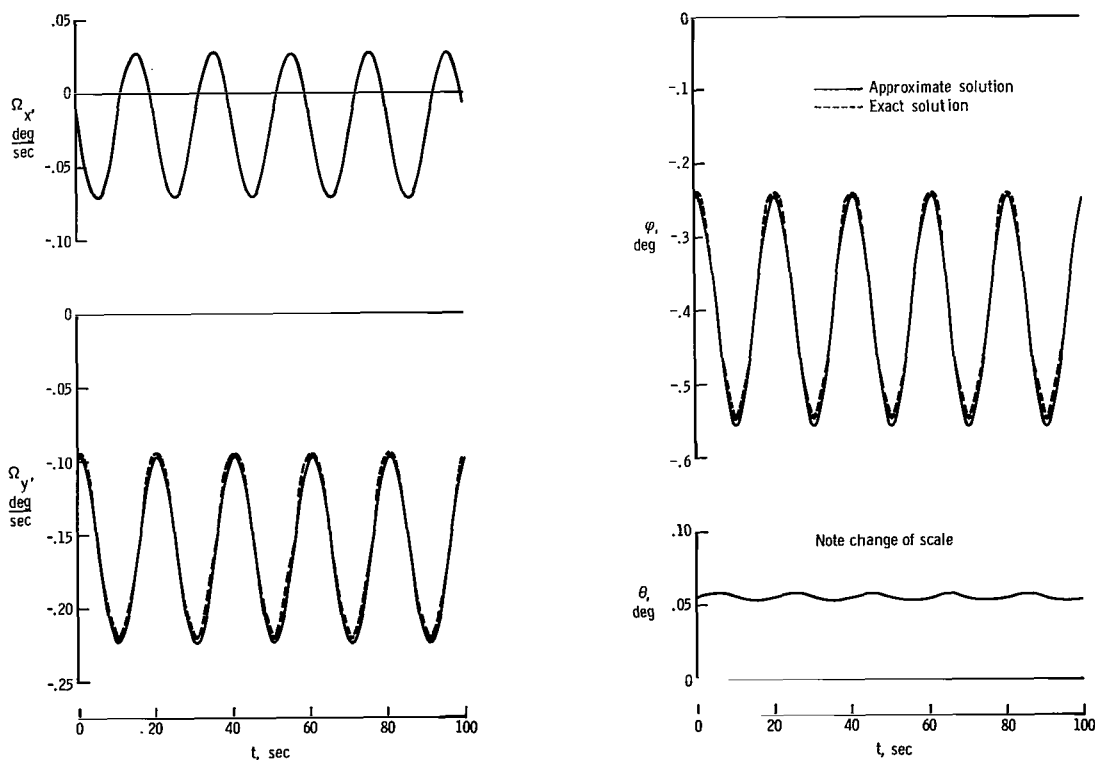 .05
0
-.05
-.10
Ωx,
deg
sec
0
-.05
-.10
-.15
-.20
-.25
Ωy,
deg
sec
0 20 40 60 80 100
t, sec
0
-.1
-.2
-.3
-.4
-.5
-.6
φ,
deg
Approximate solution
Exact solution
.10
.05
0
θ,
deg
Note change of scale
0 20 40 60 80 100
t, sec